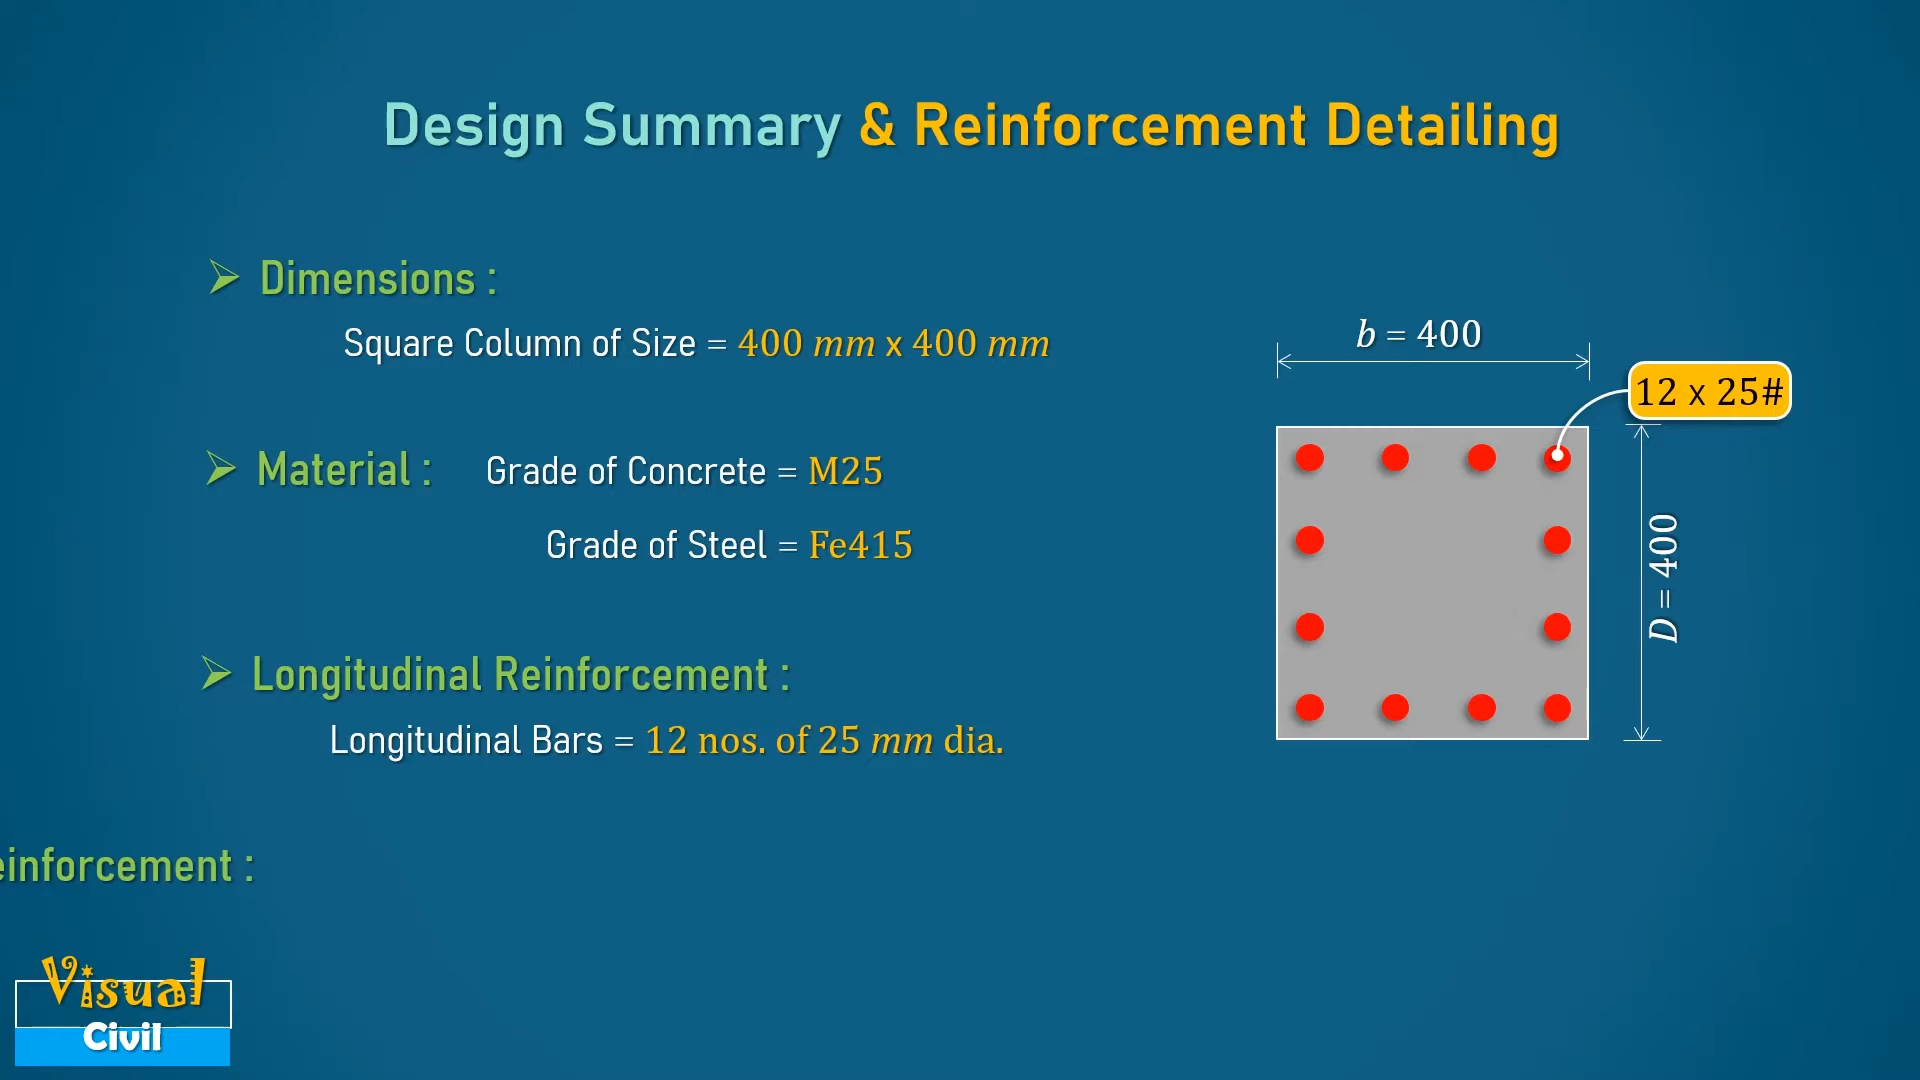 Design Summary & Reinforcement Detailing
➢ Dimensions :
Square Column of Size = 400 mm x 400 mm
b = 400
12 x 25#
➢ Material : Grade of Concrete = M25
Grade of Steel = Fe415
D = 400
➢ Longitudinal Reinforcement :
Longitudinal Bars = 12 nos. of 25 mm dia.
einforcement :
Visual
Civil